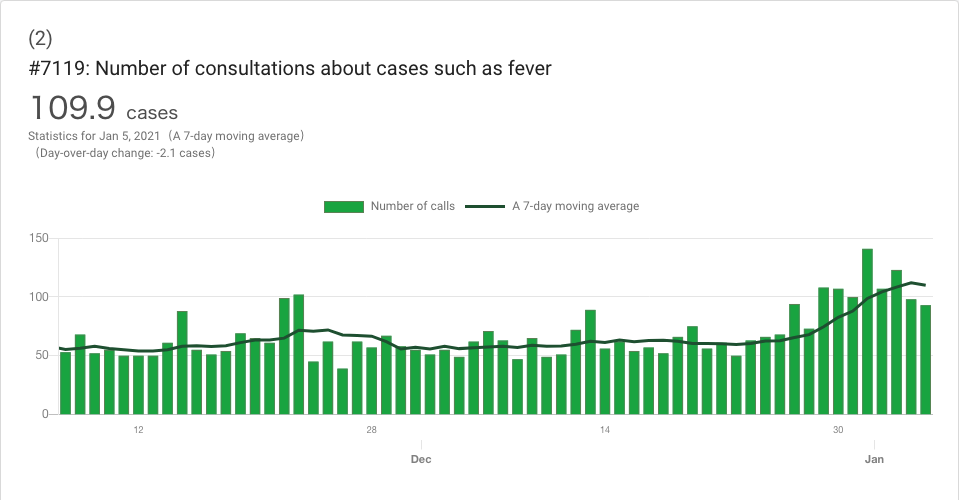 (2)
#7119: Number of consultations about cases such as fever
109.9 cases
Statistics for Jan 5, 2021（A 7-day moving average）
（Day-over-day change: -2.1 cases）
Number of calls A 7-day moving average
150
100
50
0
12 28 14 30
Dec Jan